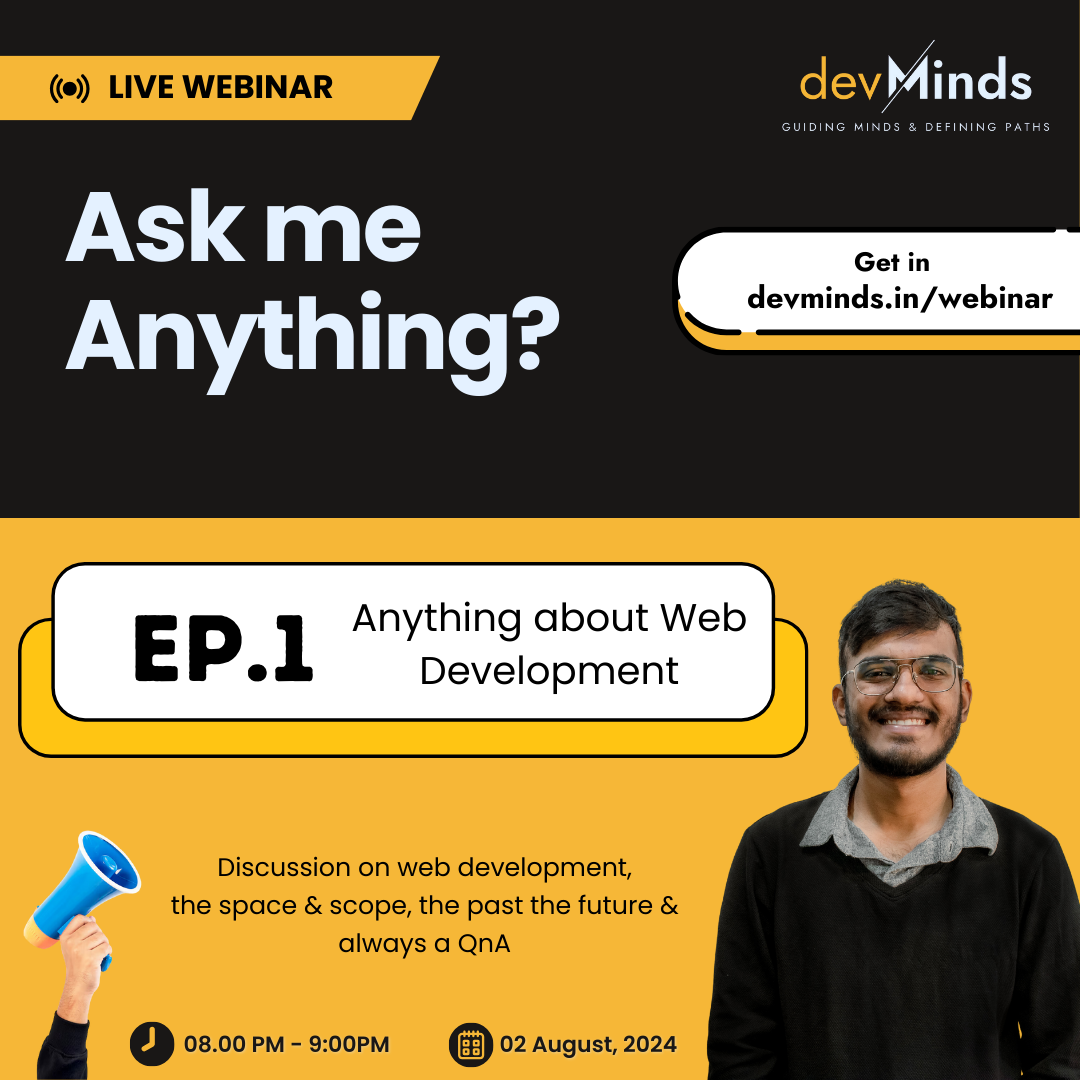 LIVE WEBINAR
devMinds
GUIDING MINDS & DEFINING PATHS
Ask me
Anything?
Get in
devminds.in/webinar
EP.1
Anything about Web
Development
Discussion on web development,
the space & scope, the past the future &
always a QnA
08.00 PM - 9:00PM
02 August, 2024